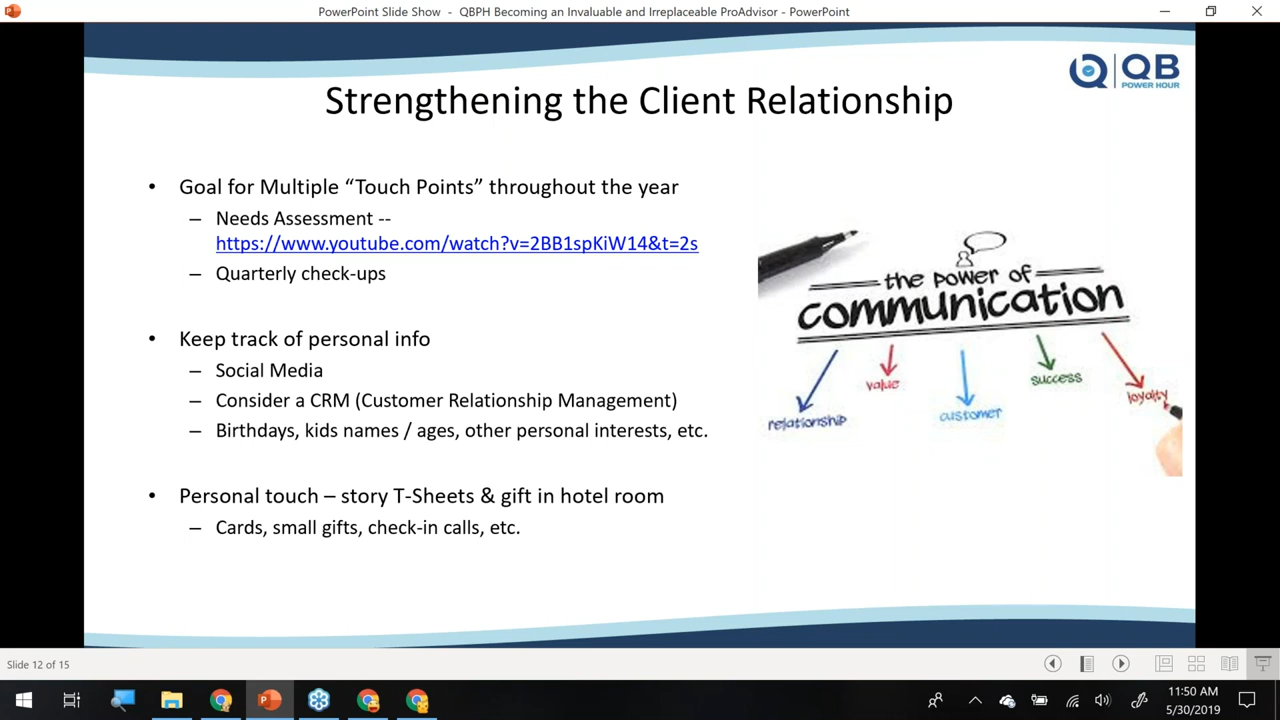 PowerPoint Slide Show - QBPH Becoming an Invaluable and Irreplaceable ProAdvisor - PowerPoint
QB
POWER HOUR
Strengthening the Client Relationship
• Goal for Multiple “Touch Points” throughout the year
– Needs Assessment --
https://www.youtube.com/watch?v=2BB1spKiW14&t=2s
– Quarterly check-ups
• Keep track of personal info
– Social Media
– Consider a CRM (Customer Relationship Management)
– Birthdays, kids names / ages, other personal interests, etc.
• Personal touch – story T-Sheets & gift in hotel room
– Cards, small gifts, check-in calls, etc.
the power of
communication
relationship
value
customer
success
loyalty
Slide 12 of 15
11:50 AM
5/30/2019